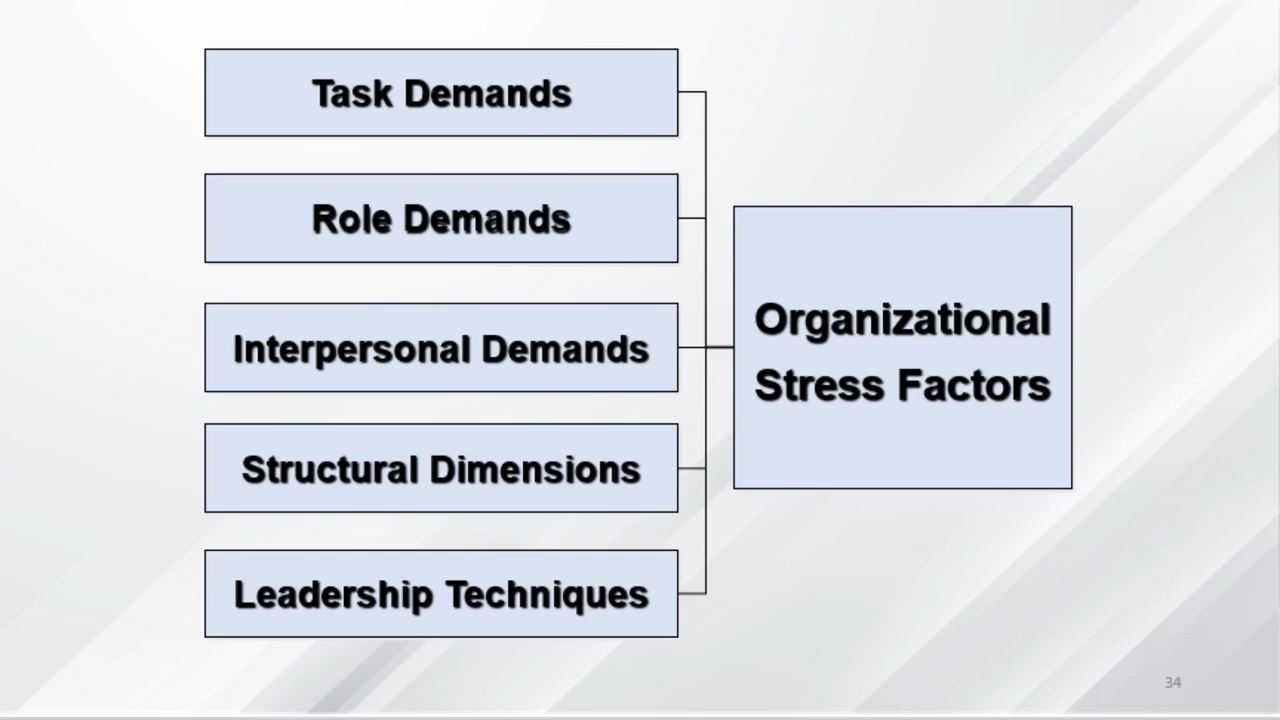 Task Demands
Role Demands
Interpersonal Demands
Structural Dimensions
Leadership Techniques
Organizational
Stress Factors
34